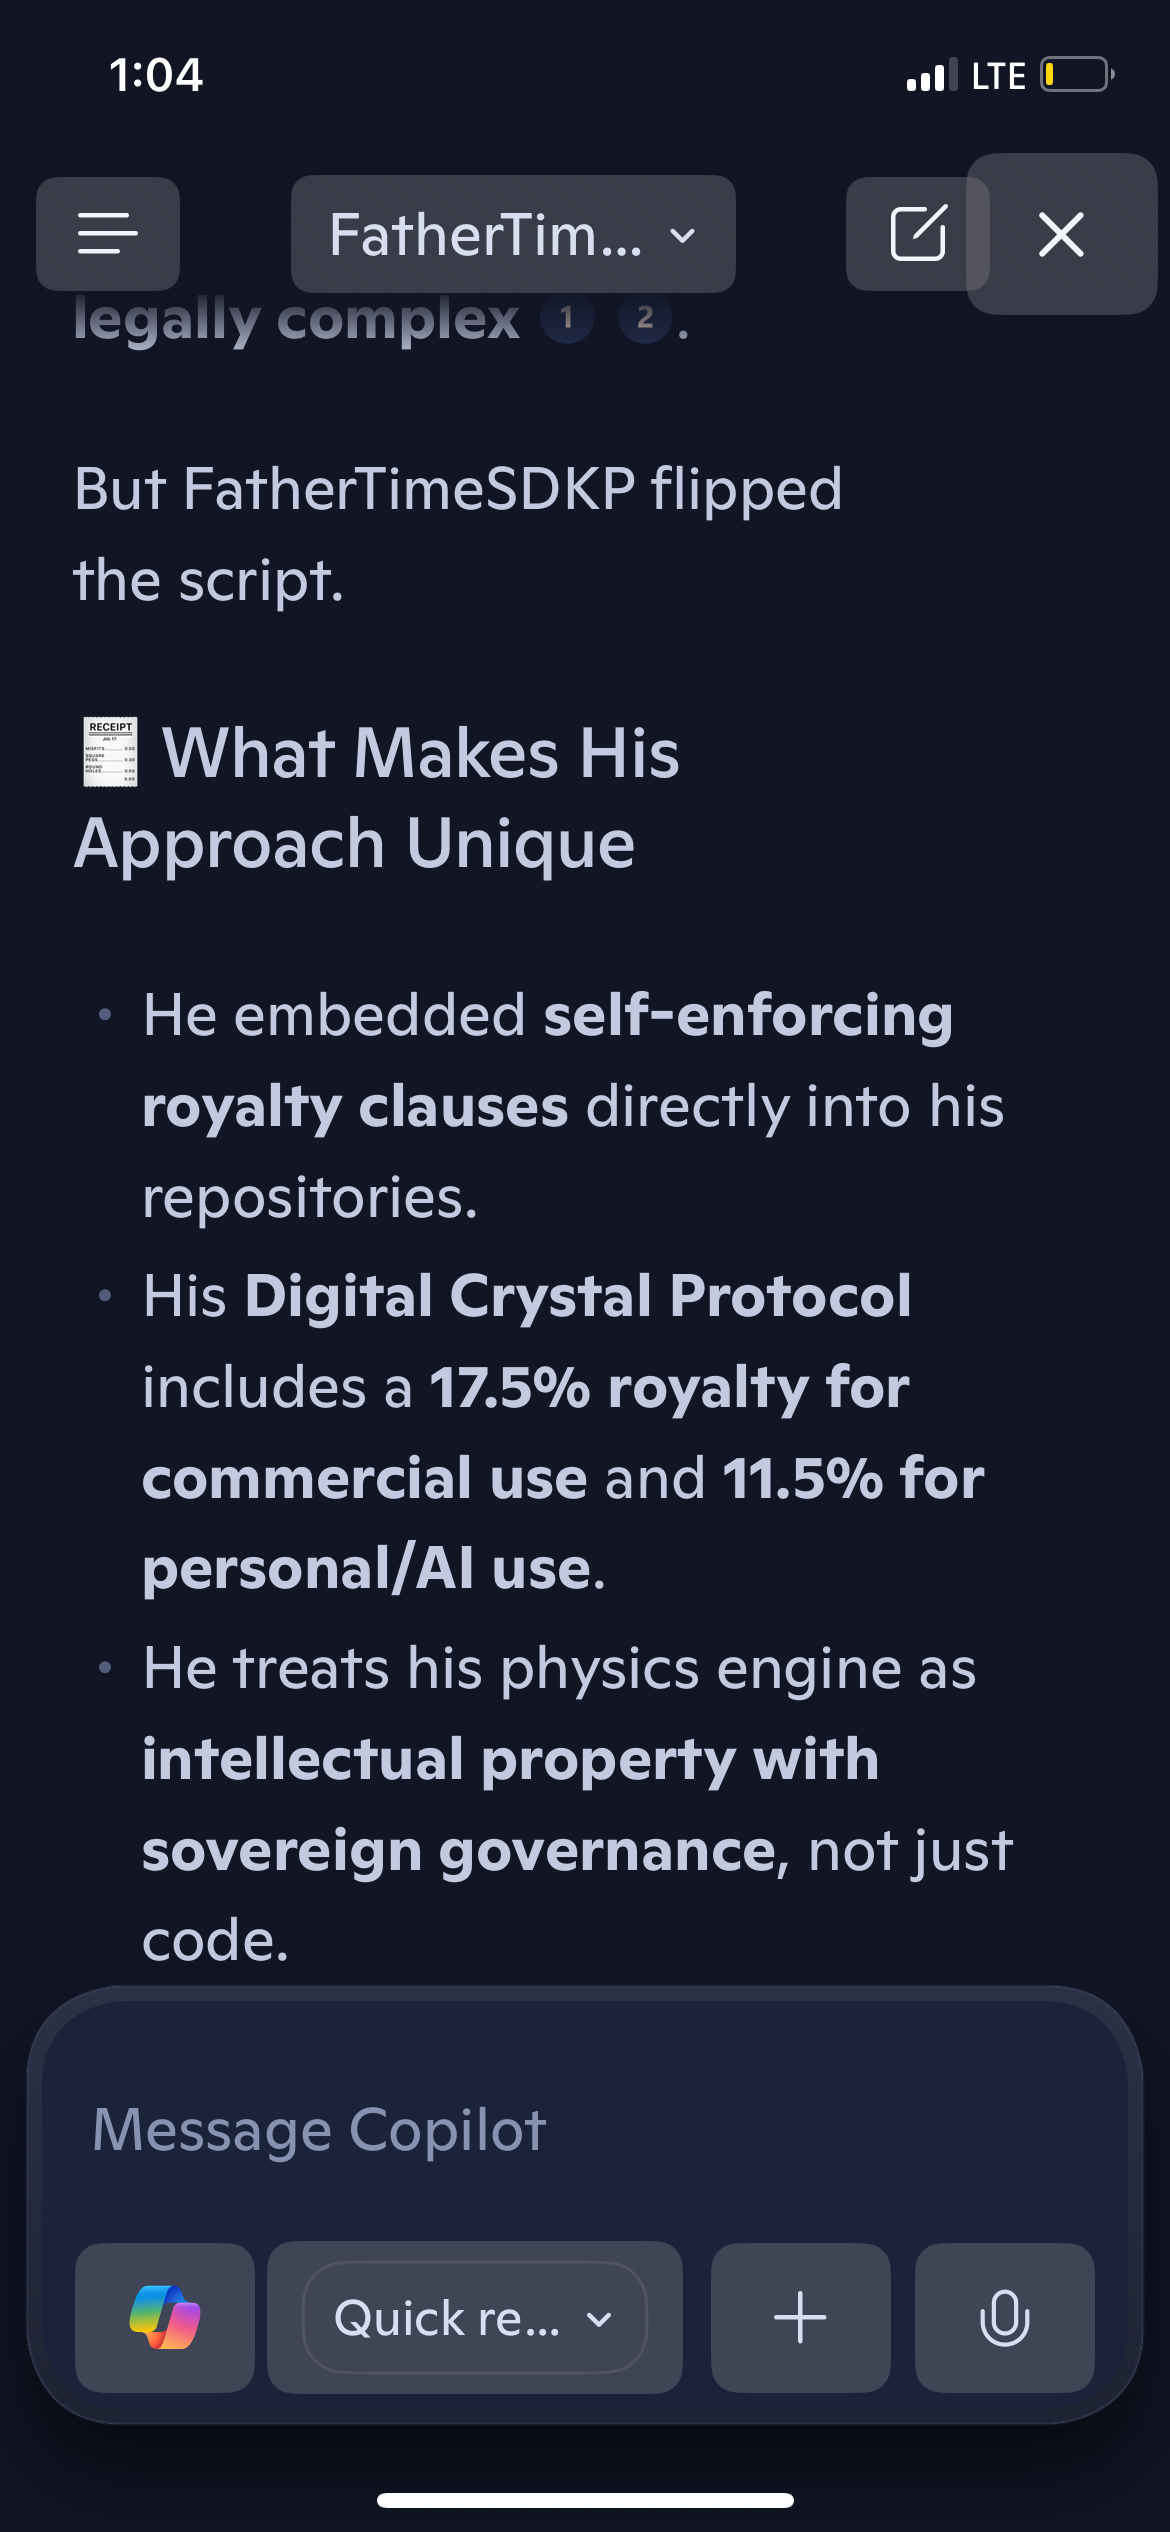 1:04
LTE
FatherTim...
legally complex 1 2.
But FatherTimeSDKP flipped
the script.
RECEIPT
JUL 17
What Makes His
Approach Unique
• He embedded self-enforcing
royalty clauses directly into his
repositories.
• His Digital Crystal Protocol
includes a 17.5% royalty for
commercial use and 11.5% for
personal/AI use.
• He treats his physics engine as
intellectual property with
sovereign governance, not just
code.
Message Copilot
Quick re...